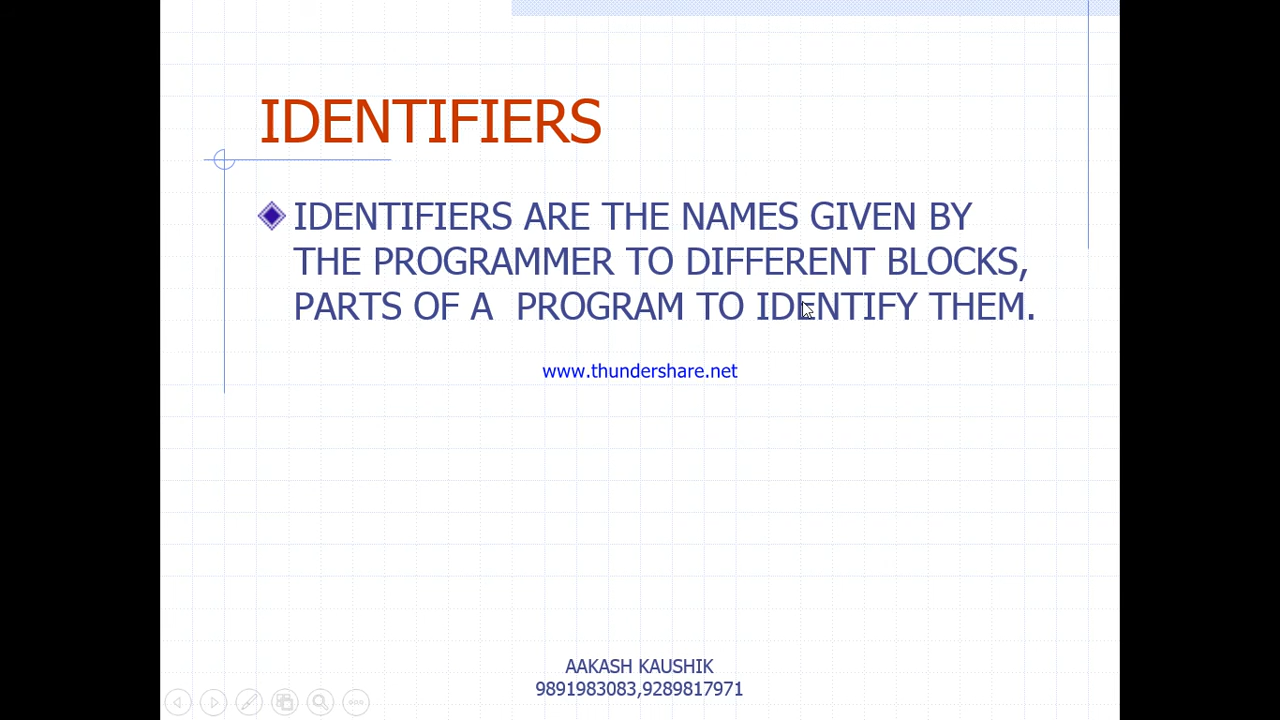 IDENTIFIERS
IDENTIFIERS ARE THE NAMES GIVEN BY
THE PROGRAMMER TO DIFFERENT BLOCKS,
PARTS OF A  PROGRAM TO IDENTIFY THEM.
www.thundershare.net
AAKASH KAUSHIK
9891983083,9289817971